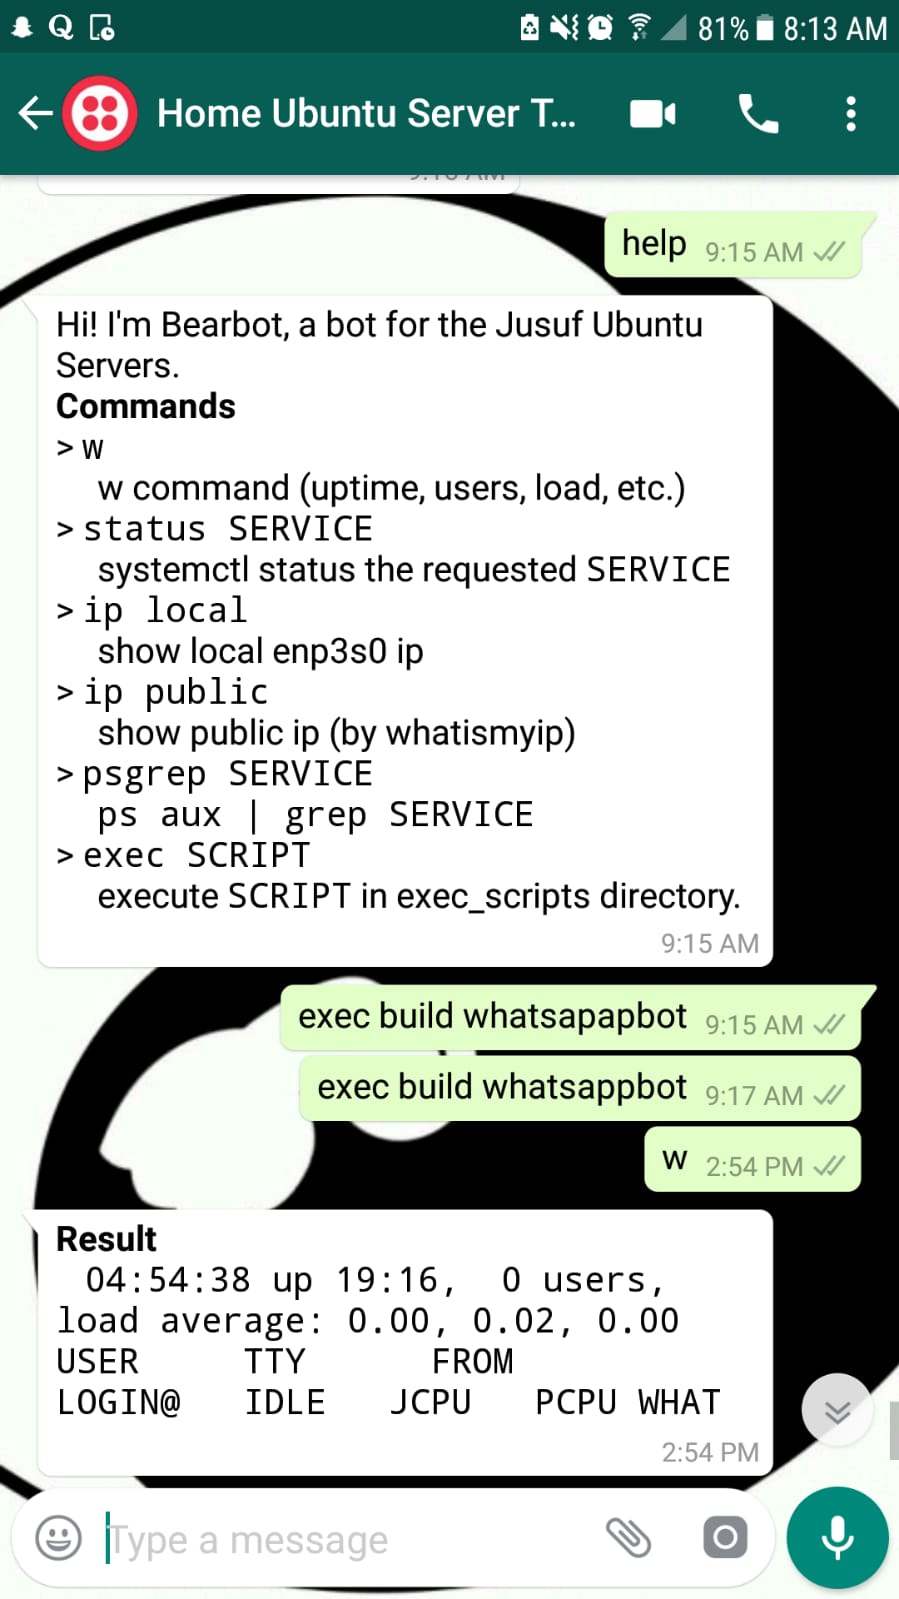 81% 8:13 AM
Home Ubuntu Server T...
help 9:15 AM
Hi! I'm Bearbot, a bot for the Jusuf Ubuntu
Servers.
Commands
> w
w command (uptime, users, load, etc.)
> status SERVICE
systemctl status the requested SERVICE
> ip local
show local enp3s0 ip
> ip public
show public ip (by whatismyip)
> psgrep SERVICE
ps aux | grep SERVICE
> exec SCRIPT
execute SCRIPT in exec_scripts directory.
9:15 AM
exec build whatsapapbot 9:15 AM
exec build whatsappbot 9:17 AM
w 2:54 PM
Result
04:54:38 up 19:16, 0 users,
load average: 0.00, 0.02, 0.00
USER TTY FROM
LOGIN@ IDLE JCPU PCPU WHAT
2:54 PM
Type a message